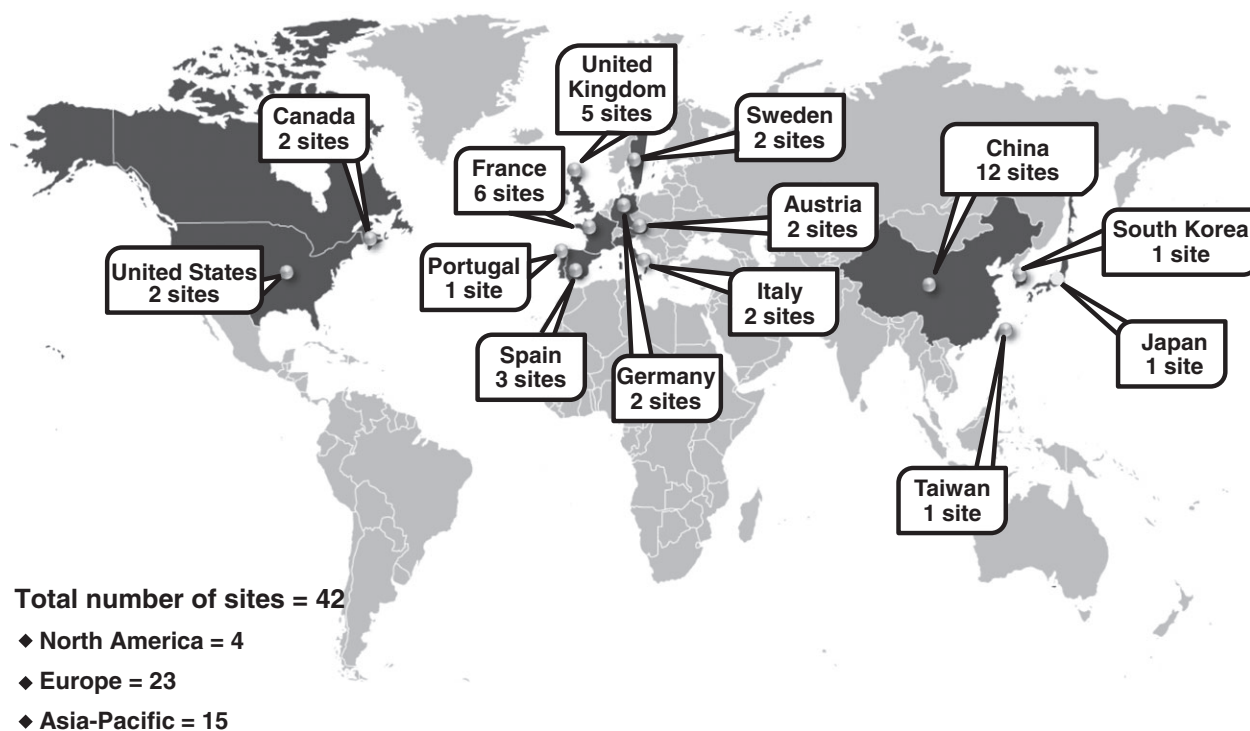 United
Kingdom
5 sites
Canada
2 sites
Sweden
2 sites
China
12 sites
France
6 sites
Austria
2 sites
South Korea
1 site
United States
2 sites
Portugal
1 site
Italy
2 sites
Japan
1 site
Spain
3 sites
Germany
2 sites
Taiwan
1 site
Total number of sites = 42
◆ North America = 4
◆ Europe = 23
◆ Asia-Pacific = 15